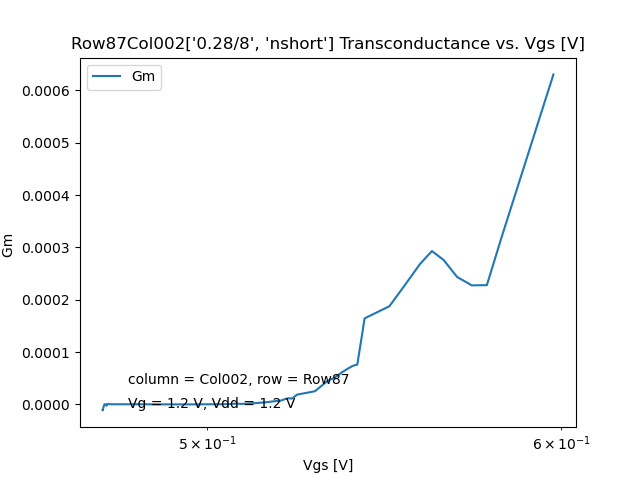 Row87Col002['0.28/8', 'nshort'] Transconductance vs. Vgs [V]
Gm
0.0006
0.0005
0.0004
0.0003
0.0002
0.0001
0.0000
Gm
column = Col002, row = Row87
Vg = 1.2 V, Vdd = 1.2 V
5 × 10⁻¹
6 × 10⁻¹
Vgs [V]